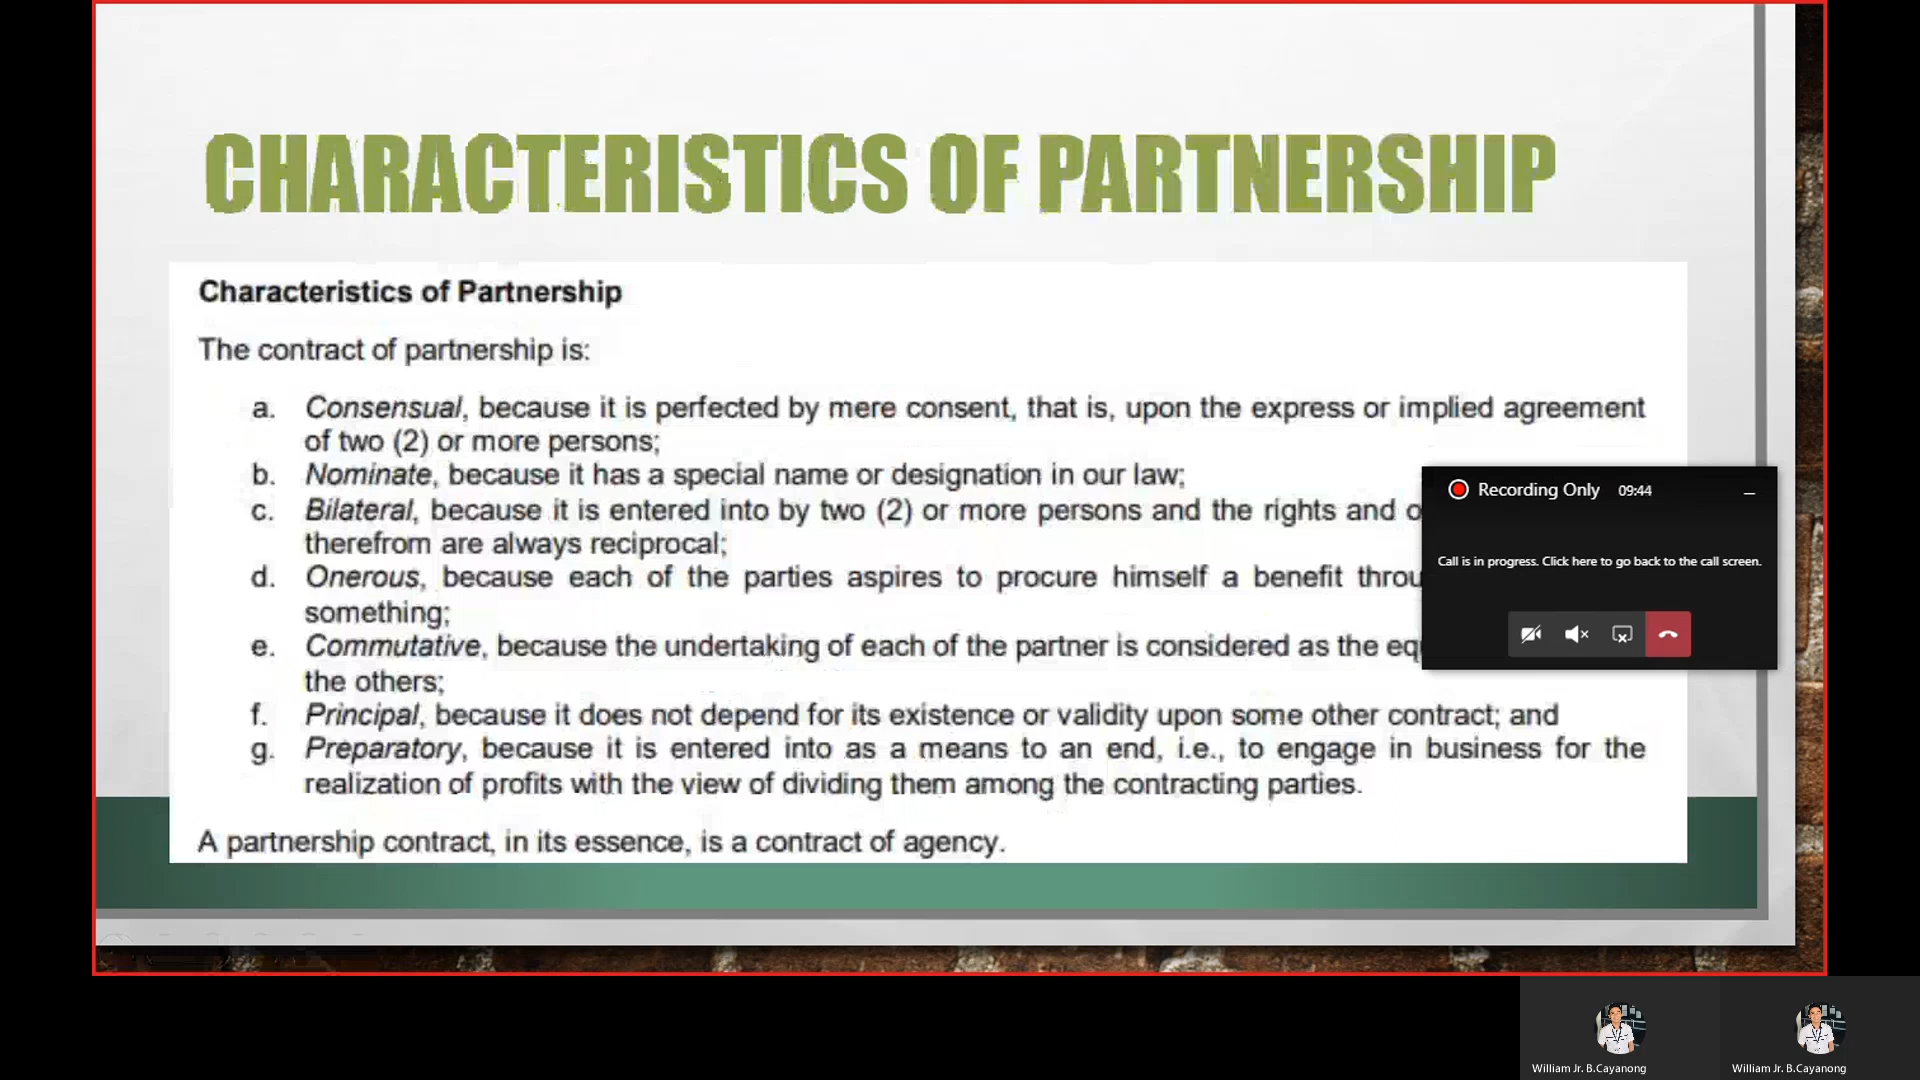 CHARACTERISTICS OF PARTNERSHIP
Characteristics of Partnership
The contract of partnership is:
a. Consensual, because it is perfected by mere consent, that is, upon the express or implied agreement
of two (2) or more persons;
b. Nominate, because it has a special name or designation in our law;
c. Bilateral, because it is entered into by two (2) or more persons and the rights and
therefrom are always reciprocal;
d. Onerous, because each of the parties aspires to procure himself a benefit
something;
e. Commutative, because the undertaking of each of the partner is considered as the
the others;
f. Principal, because it does not depend for its existence or validity upon some other contract; and
g. Preparatory, because it is entered into as a means to an end, i.e., to engage in business for the
realization of profits with the view of dividing them among the contracting parties.
A partnership contract, in its essence, is a contract of agency.
Recording Only 09:44
Call is in progress. Click here to go back to the call screen.
William Jr. B.Cayanong
William Jr. B.Cayanong